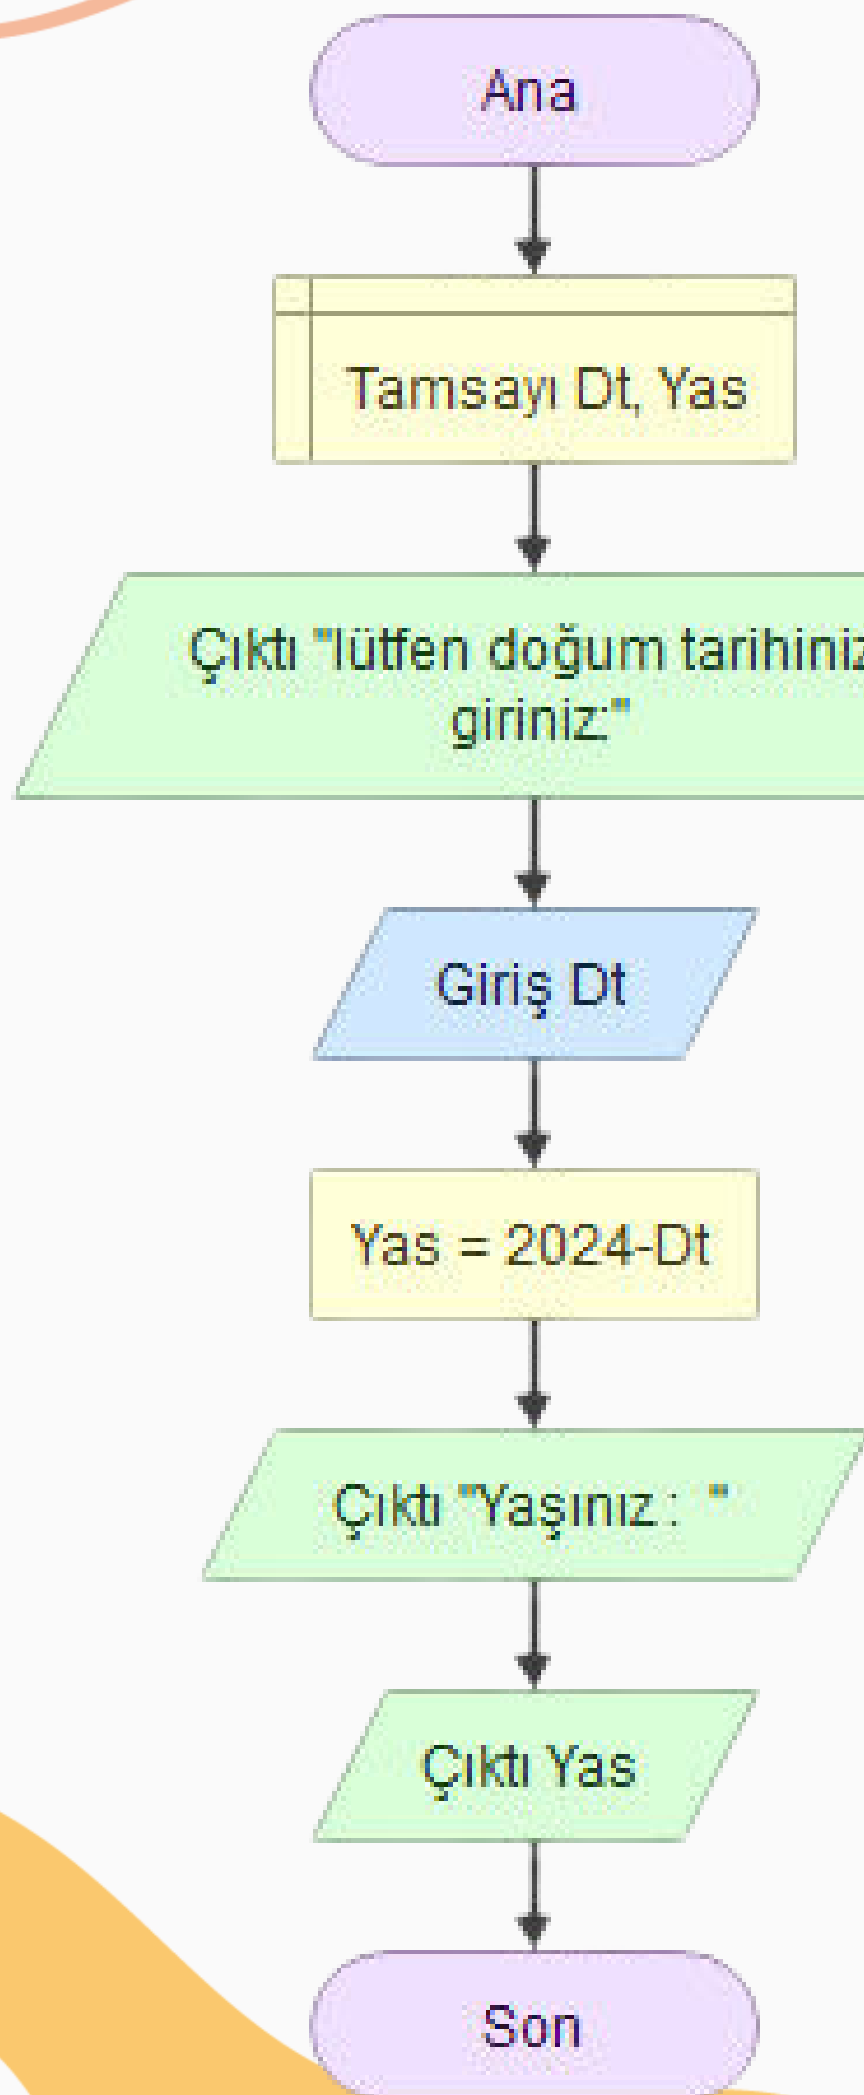 Ana
Tamsayı Dt, Yas
Çıktı "lütfen doğum tarihiniz
giriniz:"
Giriş Dt
Yas = 2024-Dt
Çıktı "Yaşınız :  "
Çıktı Yas
Son